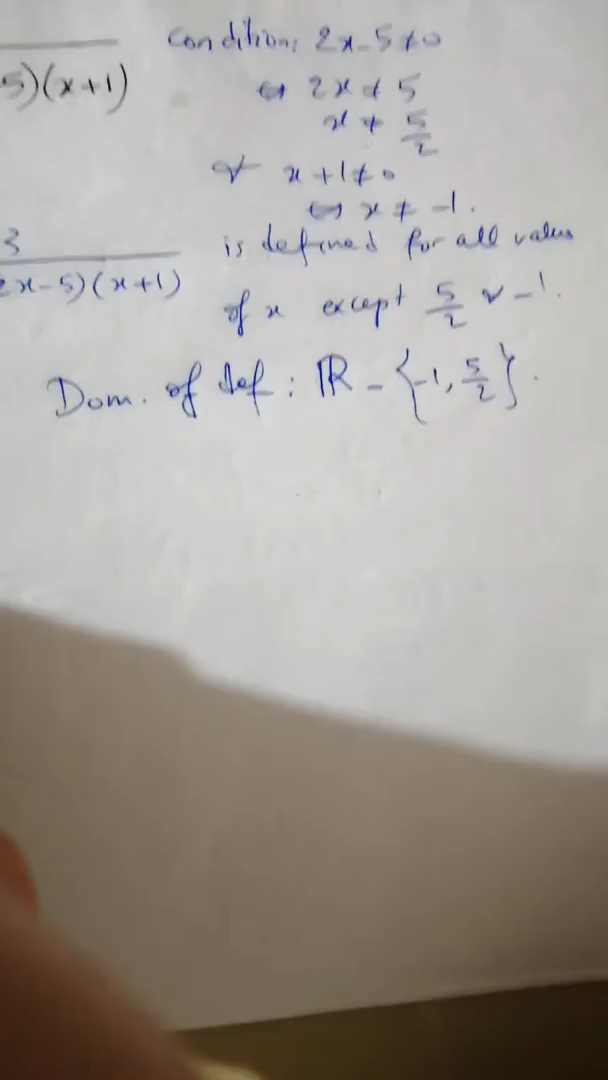 Condition: 2x-5≠0
5)(x+1)
⇔ 2x ≠ 5
x ≠ 5/2
x+1≠0
⇔ x ≠ -1.
3/(2x-5)(x+1) is defined for all value
of x except 5/2 v -1.
Dom. of def: ℝ - {-1, 5/2}.